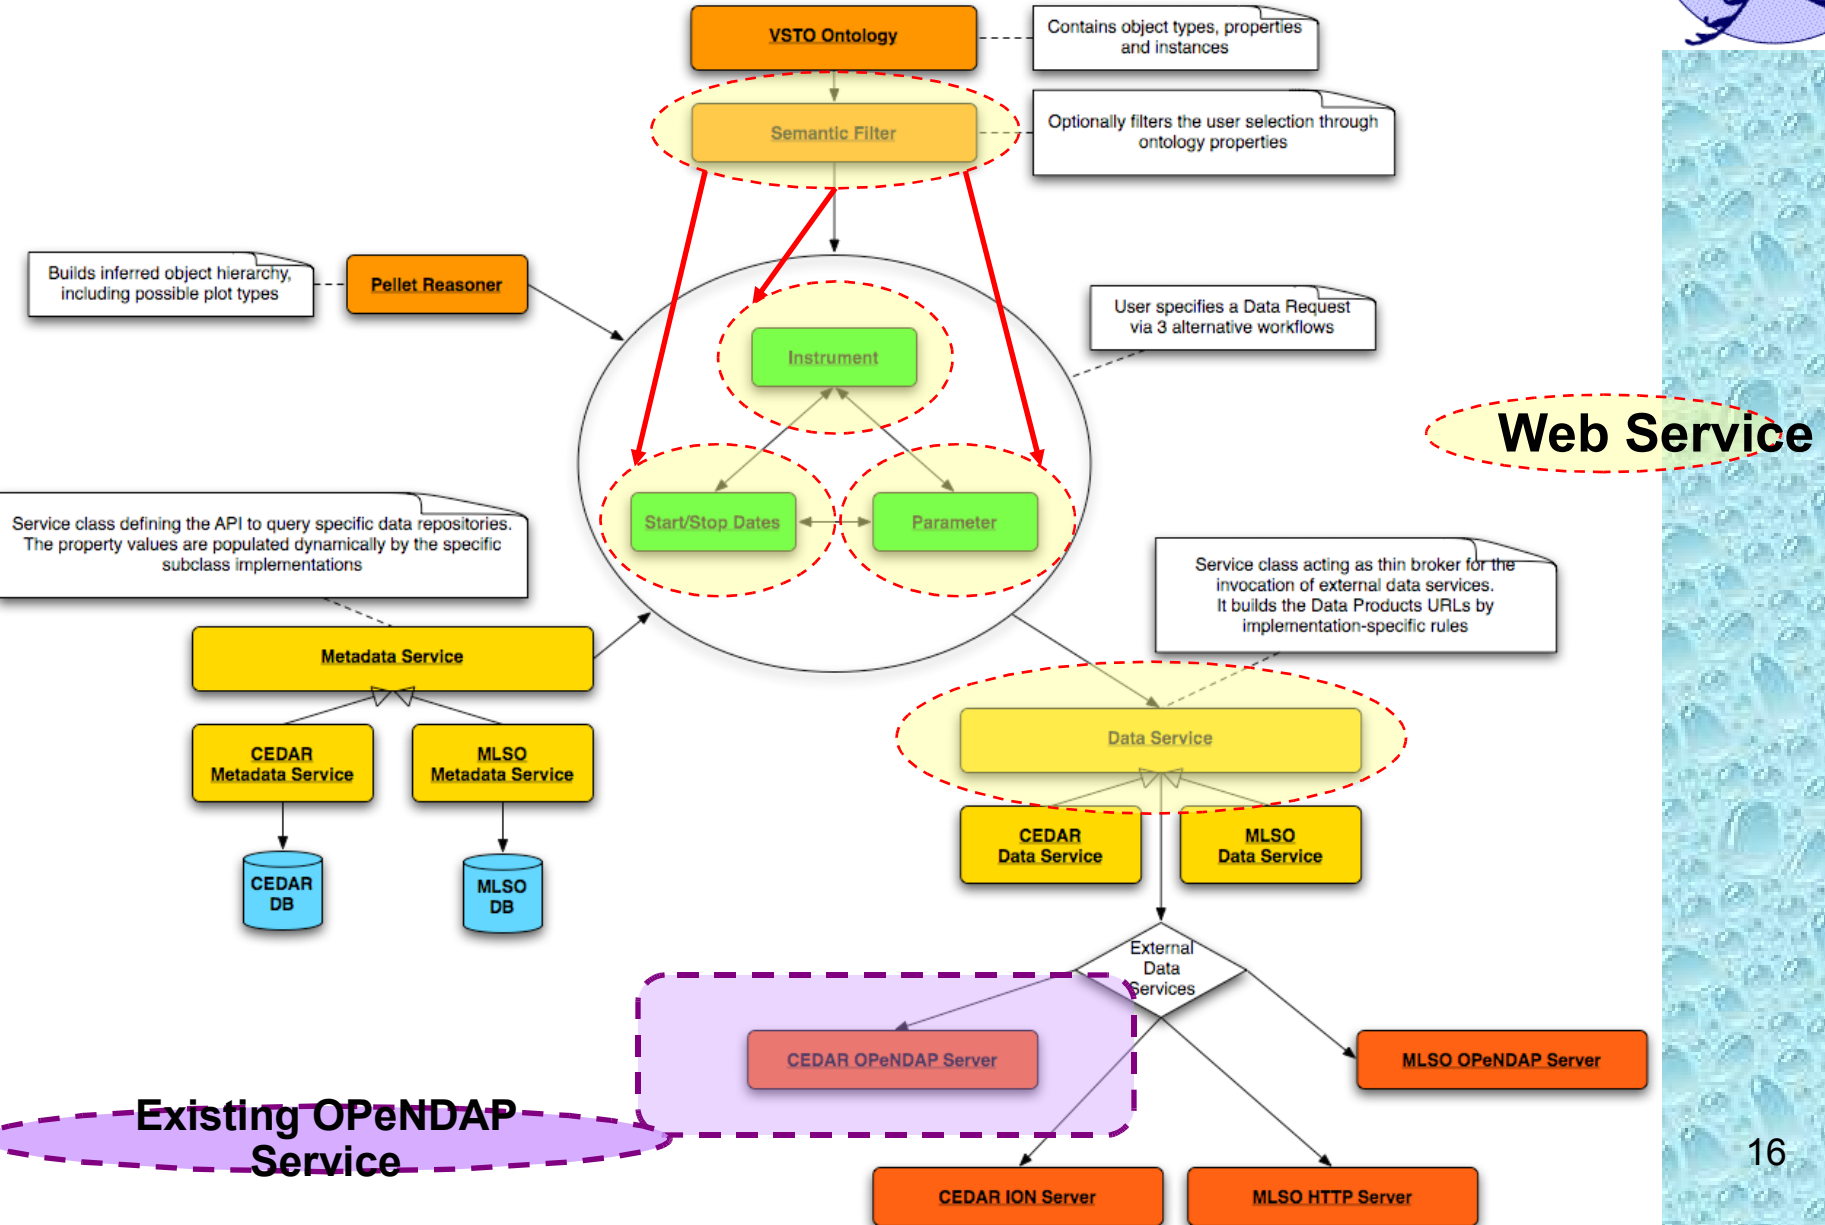 VSTO Ontology
Contains object types, properties
and instances
Semantic Filter
Optionally filters the user selection through
ontology properties
Builds inferred object hierarchy,
including possible plot types
Pellet Reasoner
User specifies a Data Request
via 3 alternative workflows
Instrument
Web Service
Start/Stop Dates
Parameter
Service class defining the API to query specific data repositories.
The property values are populated dynamically by the specific
subclass implementations
Service class acting as thin broker for the
invocation of external data services.
It builds the Data Products URLs by
implementation-specific rules
Metadata Service
CEDAR
Metadata Service
MLSO
Metadata Service
Data Service
CEDAR
Data Service
MLSO
Data Service
CEDAR
DB
MLSO
DB
External
Data
Services
CEDAR OPeNDAP Server
MLSO OPeNDAP Server
Existing OPeNDAP
Service
CEDAR ION Server
MLSO HTTP Server
16